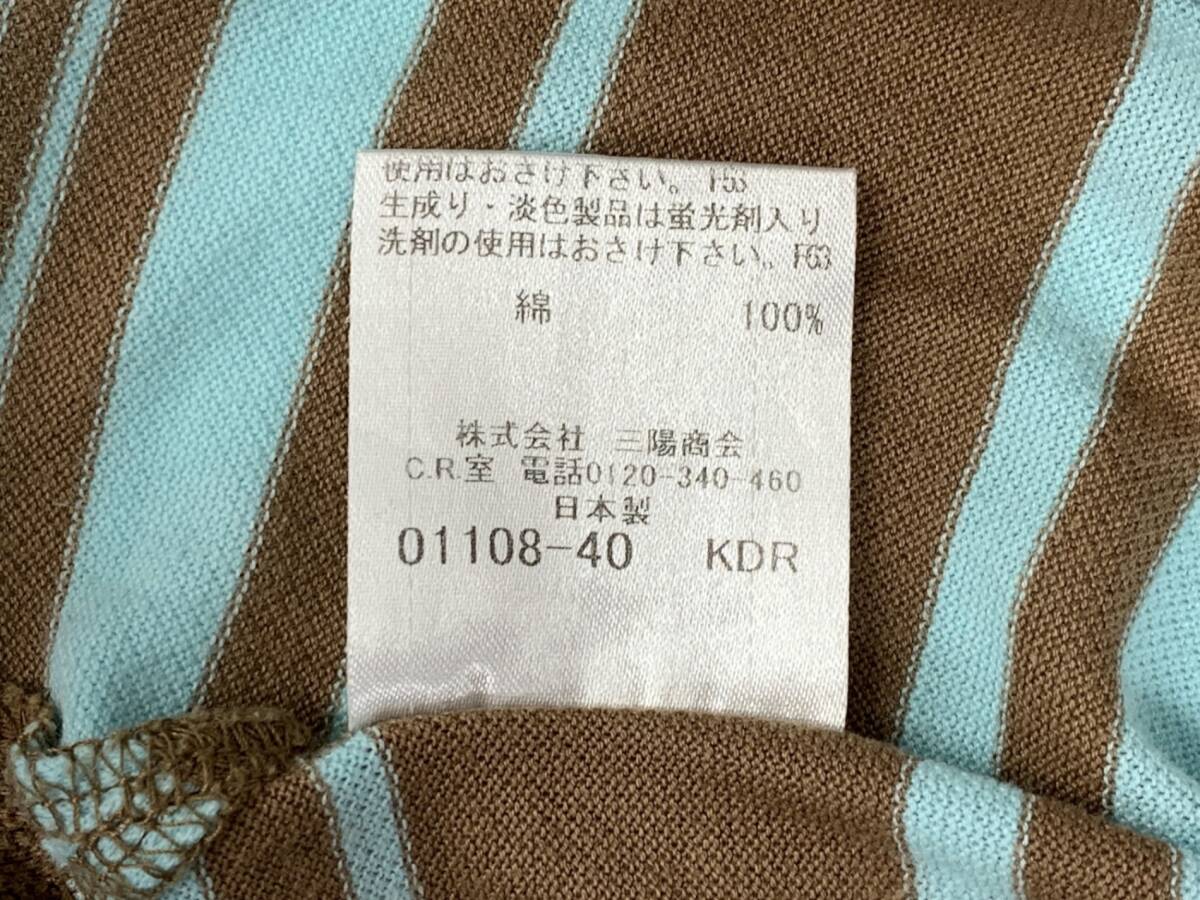 使用はおさけ下さい。 F53
生成り・淡色製品は蛍光剤入り
洗剤の使用はおさけ下さい。F63
綿 100%
株式会社 三陽商会
C.R.室 電話0120-340-460
日本製
01108-40 KDR